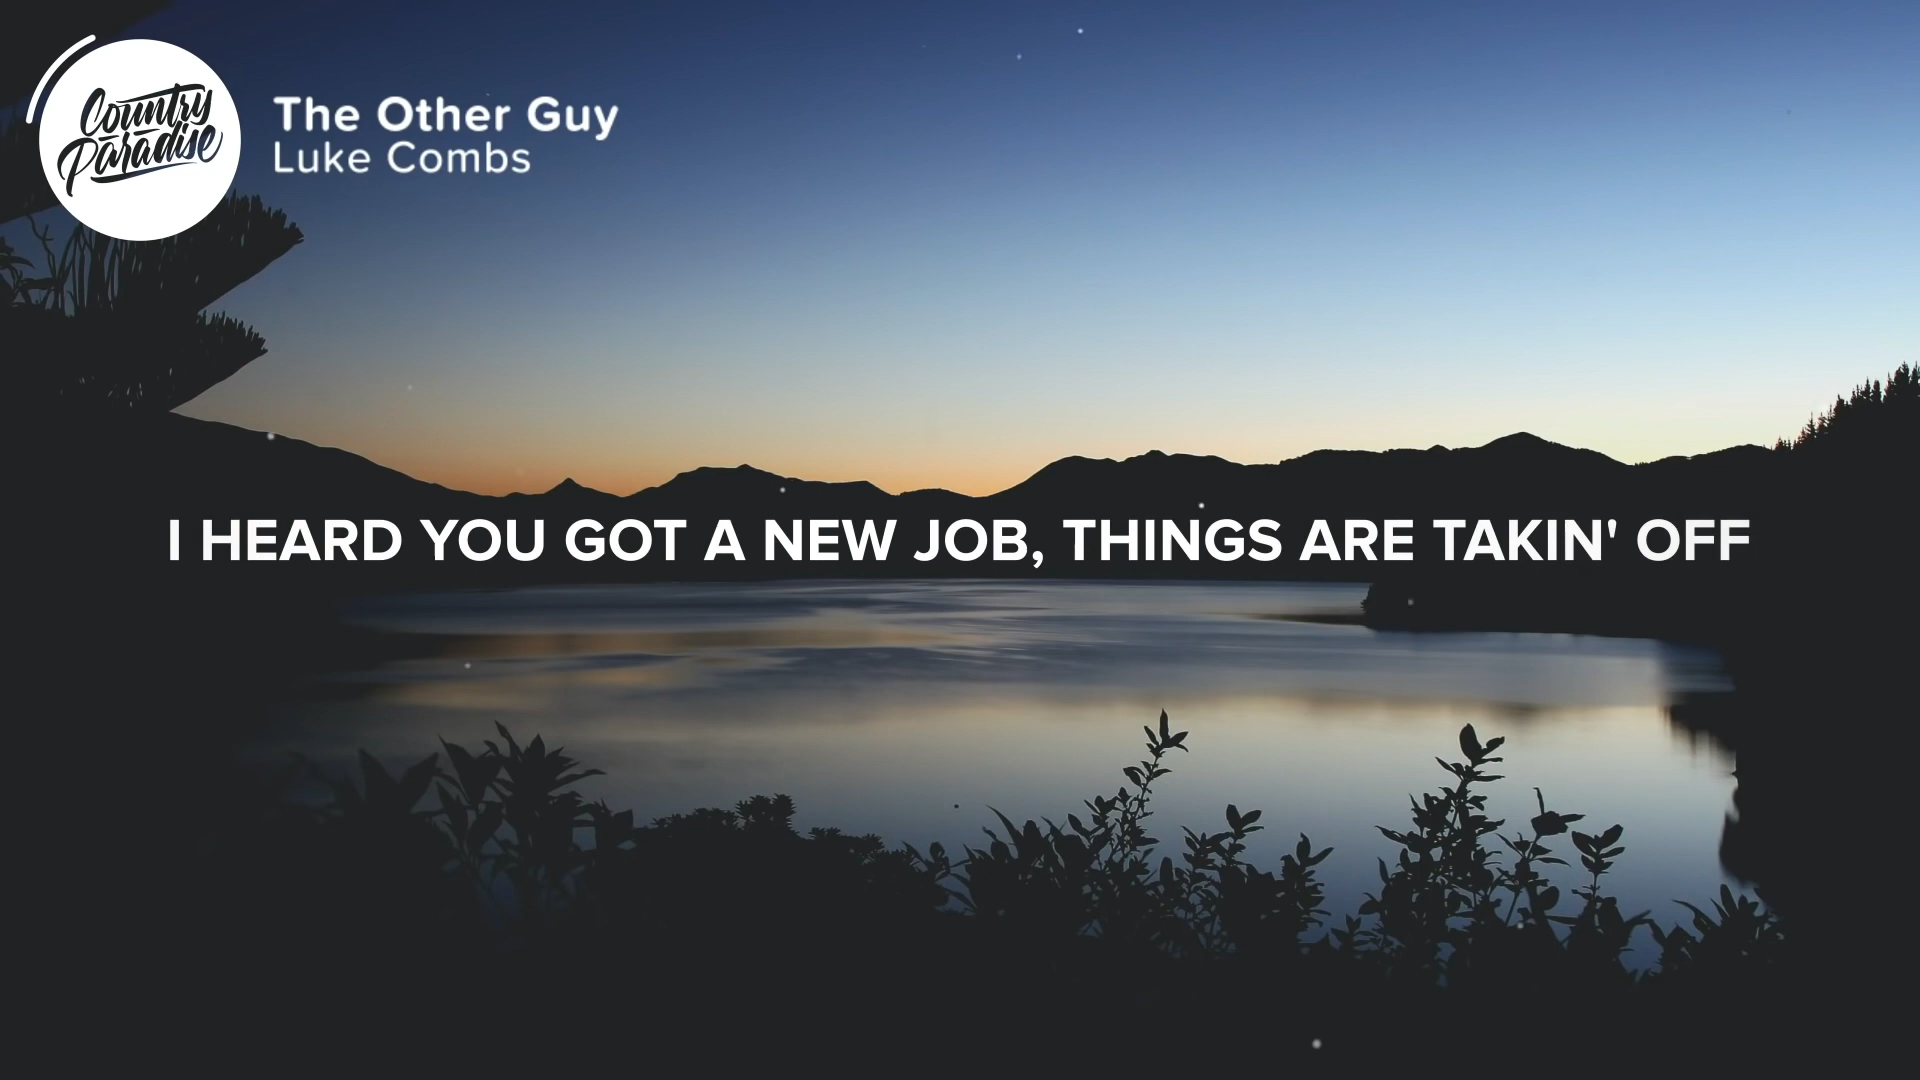 Country
Paradise
The Other Guy
Luke Combs
I HEARD YOU GOT A NEW JOB, THINGS ARE TAKIN' OFF